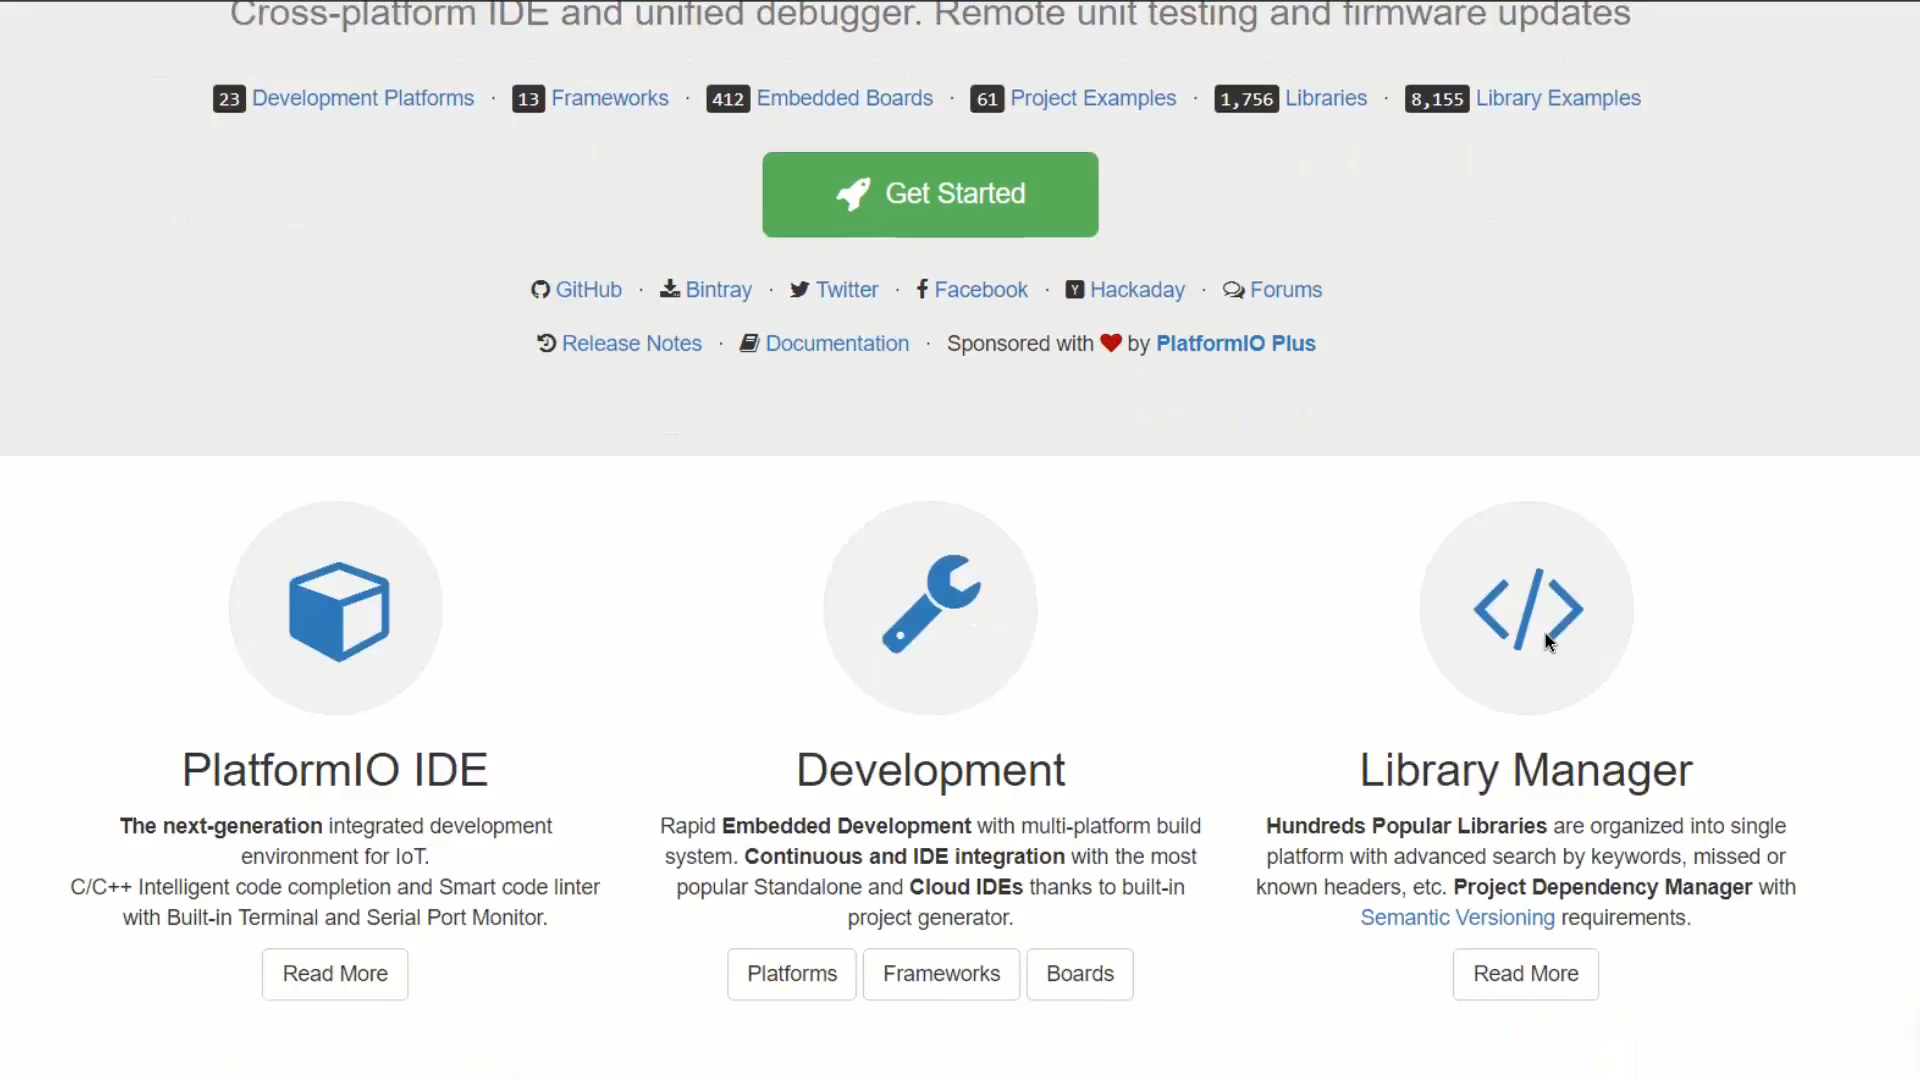 Cross-platform IDE and unified debugger. Remote unit testing and firmware updates
23 Development Platforms · 13 Frameworks · 412 Embedded Boards · 61 Project Examples · 1,756 Libraries · 8,155 Library Examples
Get Started
GitHub · Bintray · Twitter · Facebook · Hackaday · Forums
Release Notes · Documentation · Sponsored with ❤ by PlatformIO Plus
PlatformIO IDE
The next-generation integrated development
environment for IoT.
C/C++ Intelligent code completion and Smart code linter
with Built-in Terminal and Serial Port Monitor.
Read More
Development
Rapid Embedded Development with multi-platform build
system. Continuous and IDE integration with the most
popular Standalone and Cloud IDEs thanks to built-in
project generator.
Platforms Frameworks Boards
Library Manager
Hundreds Popular Libraries are organized into single
platform with advanced search by keywords, missed or
known headers, etc. Project Dependency Manager with
Semantic Versioning requirements.
Read More